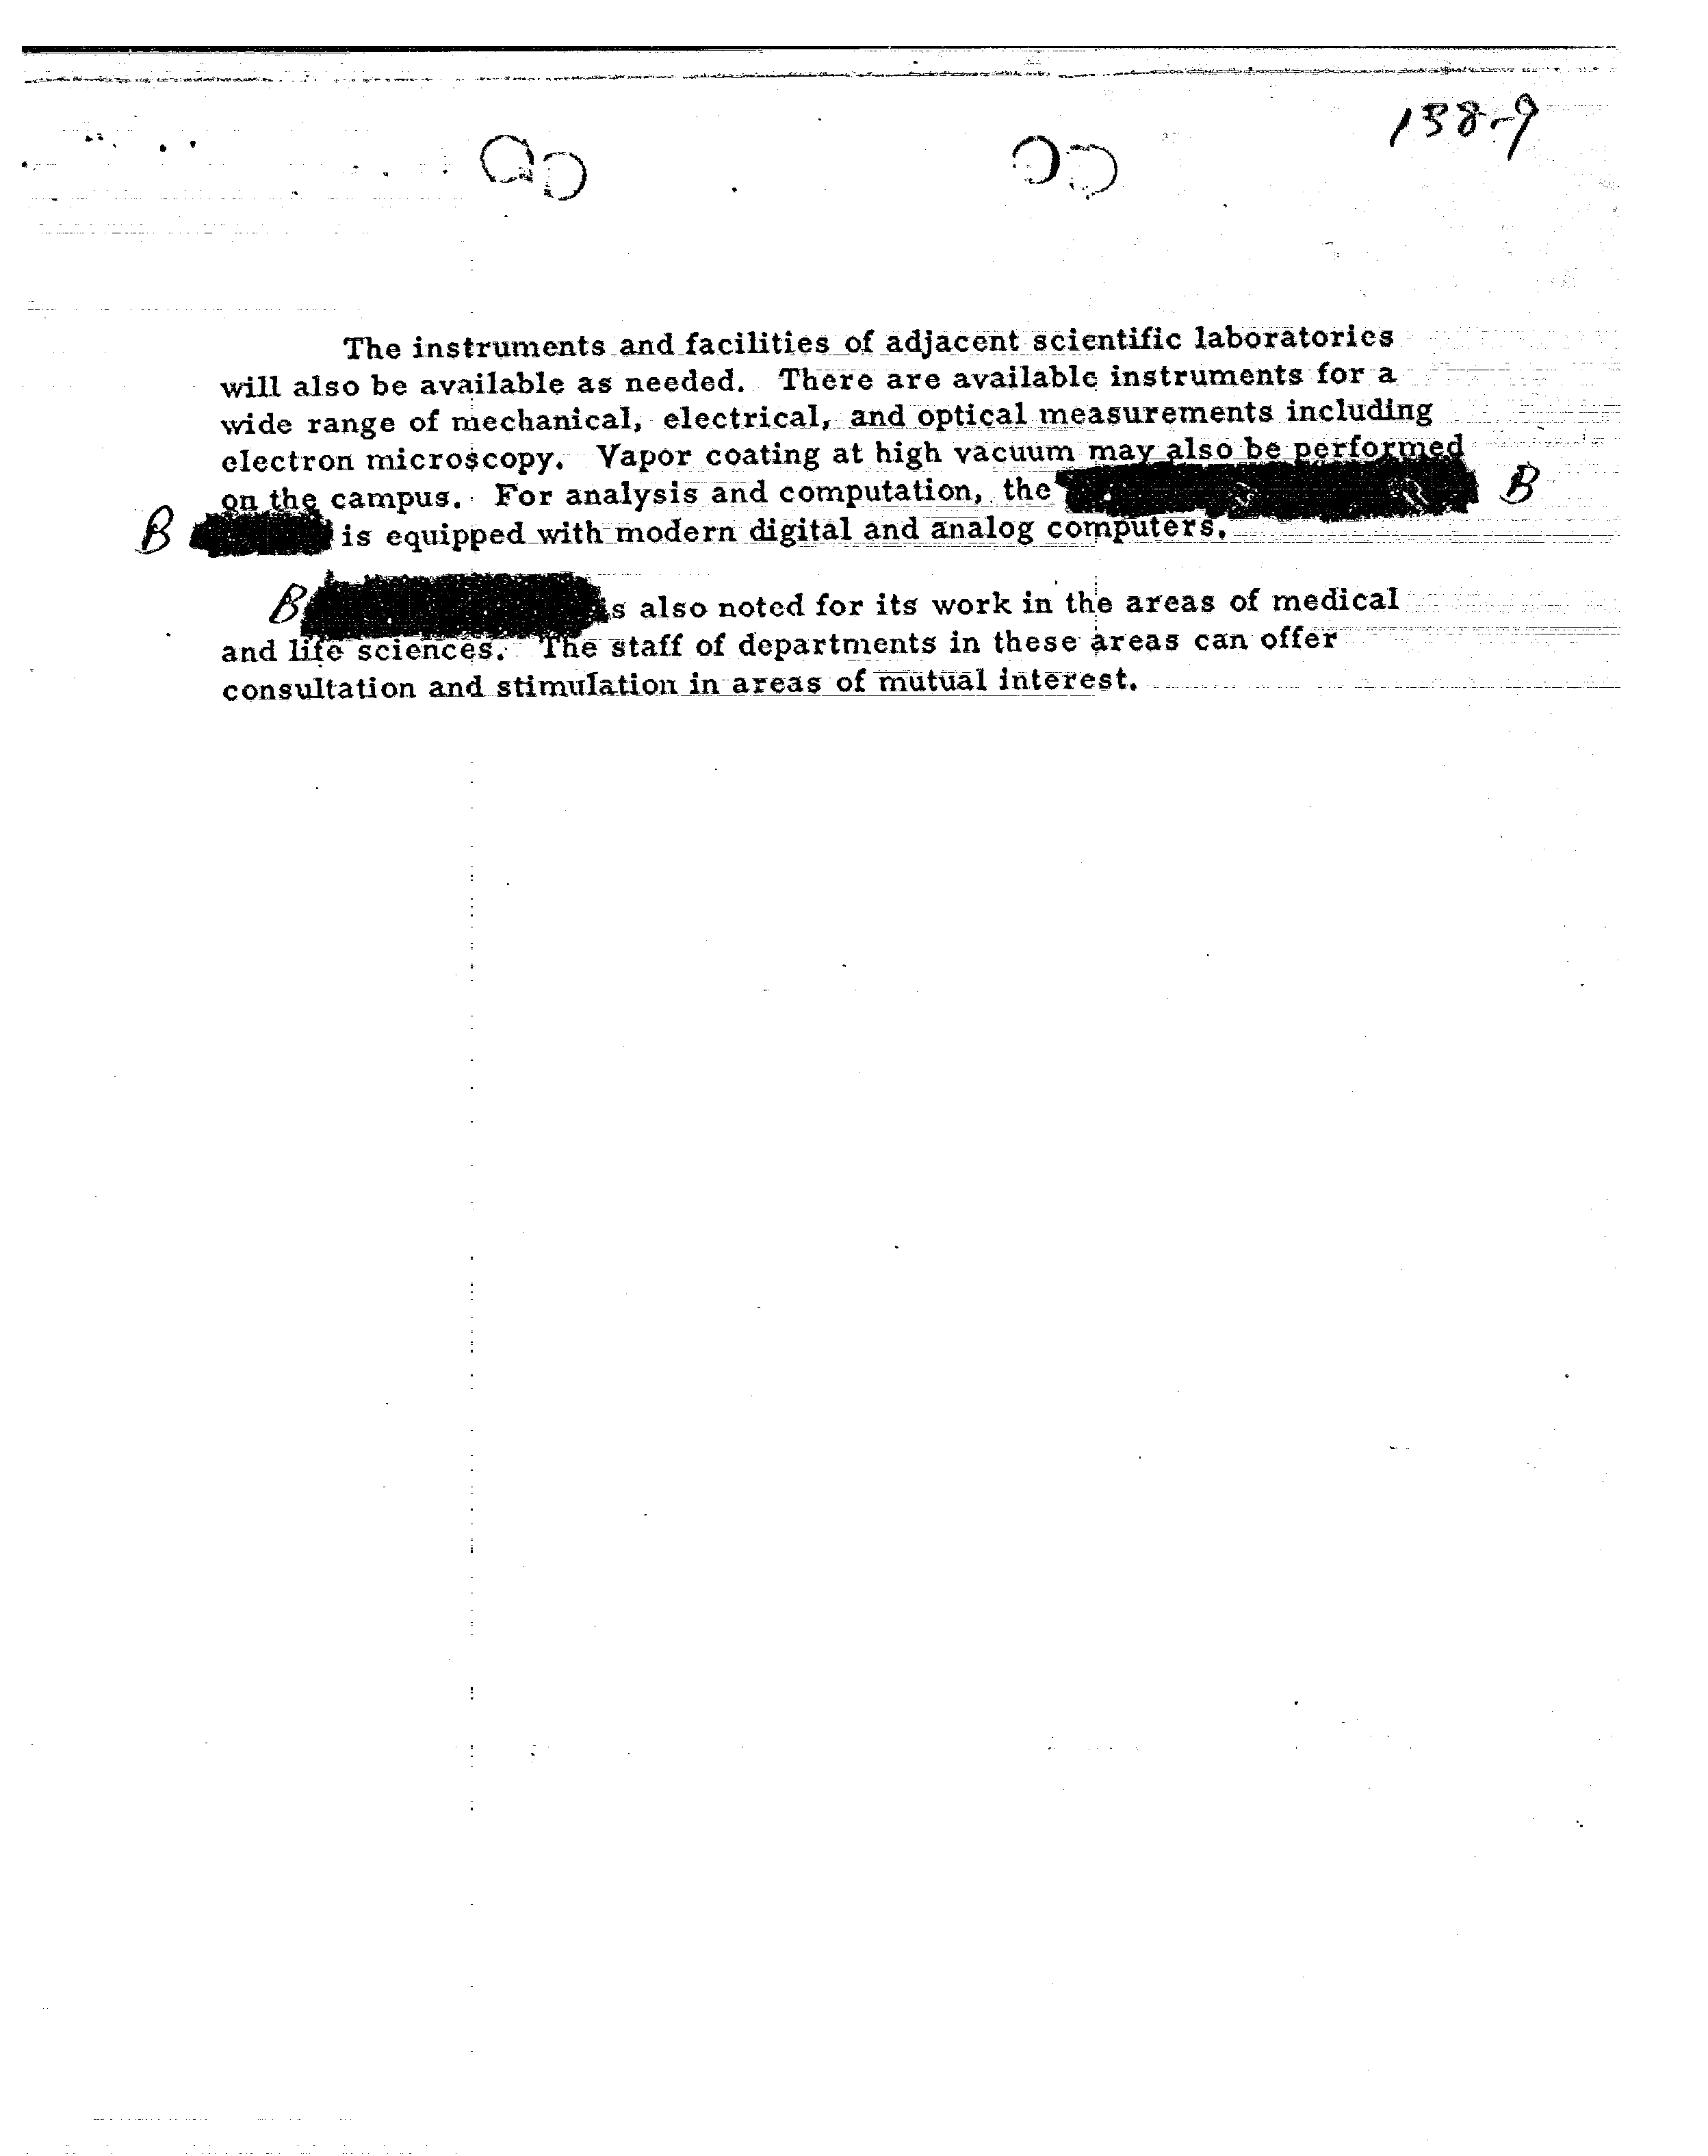 138-9
The instruments and facilities of adjacent scientific laboratories
will also be available as needed. There are available instruments for a
wide range of mechanical, electrical, and optical measurements including
electron microscopy. Vapor coating at high vacuum may also be performed
on the campus. For analysis and computation, the B
B is equipped with modern digital and analog computers.
B is also noted for its work in the areas of medical
and life sciences. The staff of departments in these areas can offer
consultation and stimulation in areas of mutual interest.